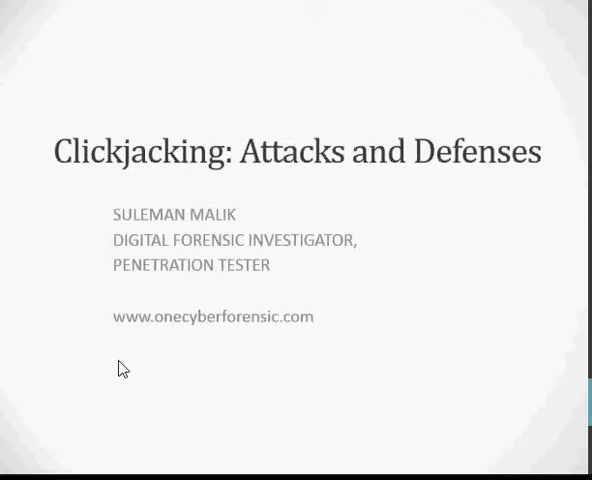 Clickjacking: Attacks and Defenses
SULEMAN MALIK
DIGITAL FORENSIC INVESTIGATOR,
PENETRATION TESTER
www.onecyberforensic.com